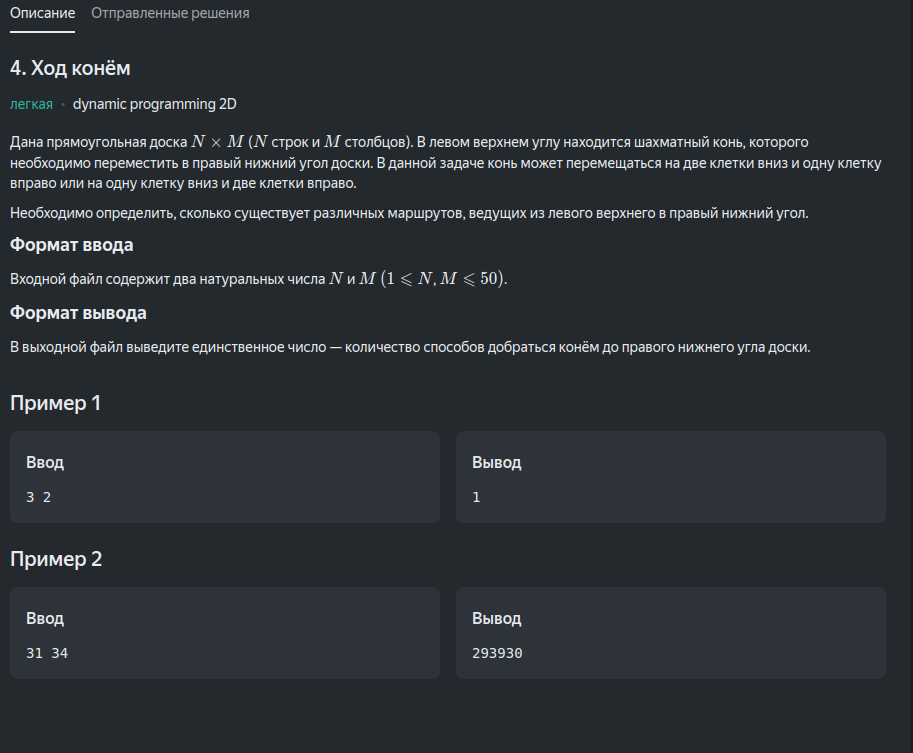 Описание Отправленные решения
4. Ход конём
легкая • dynamic programming 2D
Дана прямоугольная доска N × M (N строк и M столбцов). В левом верхнем углу находится шахматный конь, которого
необходимо переместить в правый нижний угол доски. В данной задаче конь может перемещаться на две клетки вниз и одну клетку
вправо или на одну клетку вниз и две клетки вправо.
Необходимо определить, сколько существует различных маршрутов, ведущих из левого верхнего в правый нижний угол.
Формат ввода
Входной файл содержит два натуральных числа N и M (1 ⩽ N, M ⩽ 50).
Формат вывода
В выходной файл выведите единственное число — количество способов добраться конём до правого нижнего угла доски.
Пример 1
Ввод
3 2
Вывод
1
Пример 2
Ввод
31 34
Вывод
293930